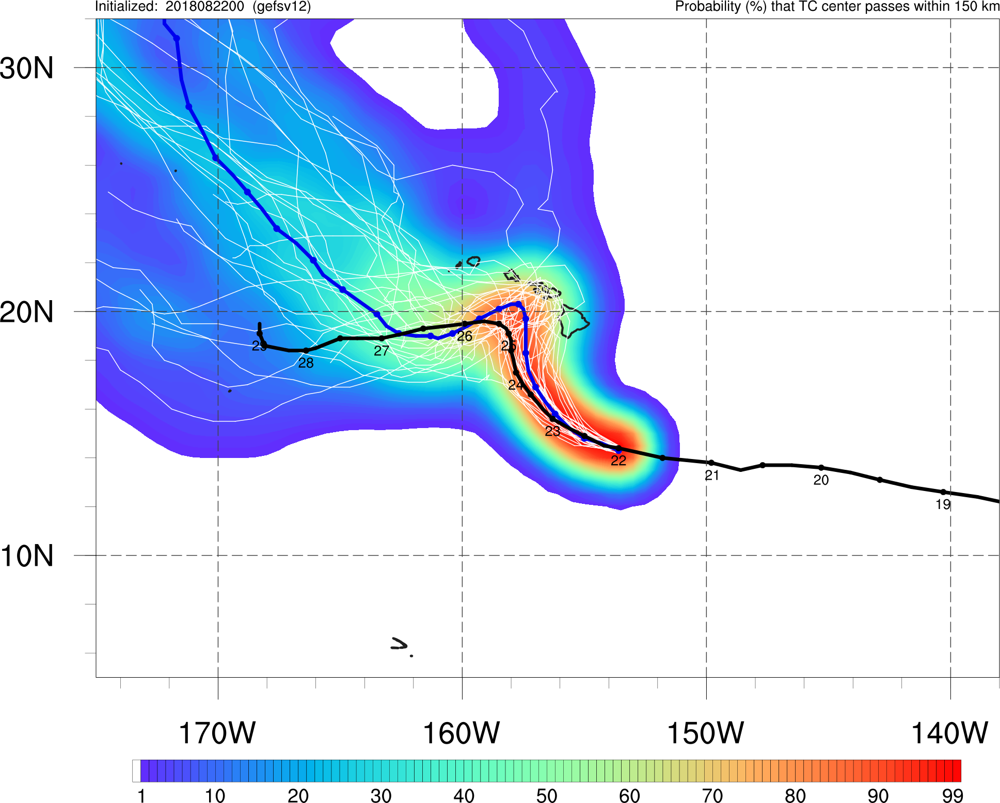 Initialized: 2018082200 (gefsv12)
Probability (%) that TC center passes within 150 km
30N
20N
10N
29
28
27
26
25
24
23
22
21
20
19
170W
160W
150W
140W
1 10 20 30 40 50 60 70 80 90 99